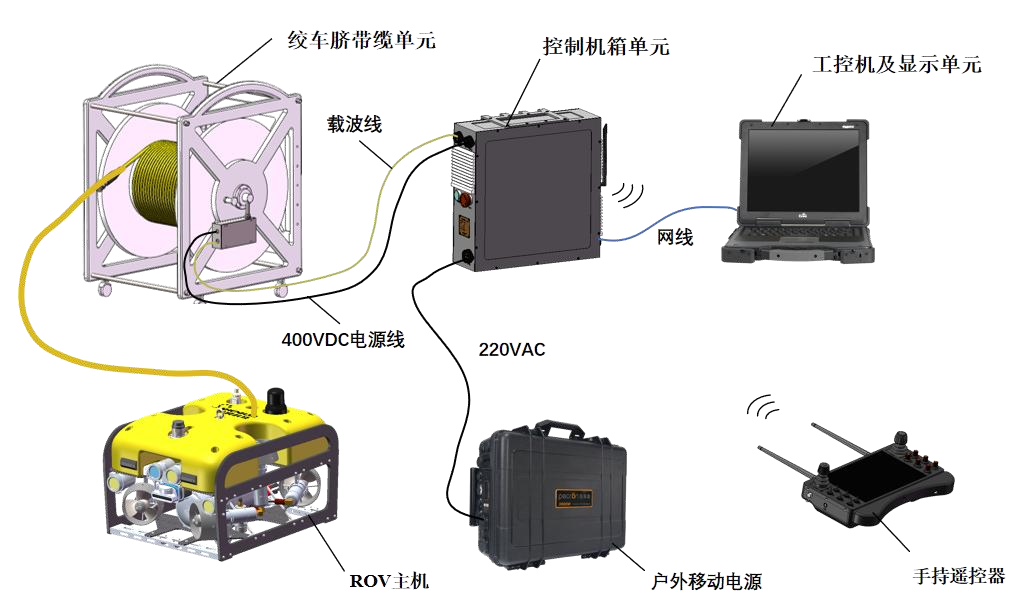 绞车脐带缆单元
控制机箱单元
工控机及显示单元
载波线
网线
400VDC电源线
220VAC
ROV主机
户外移动电源
手持遥控器